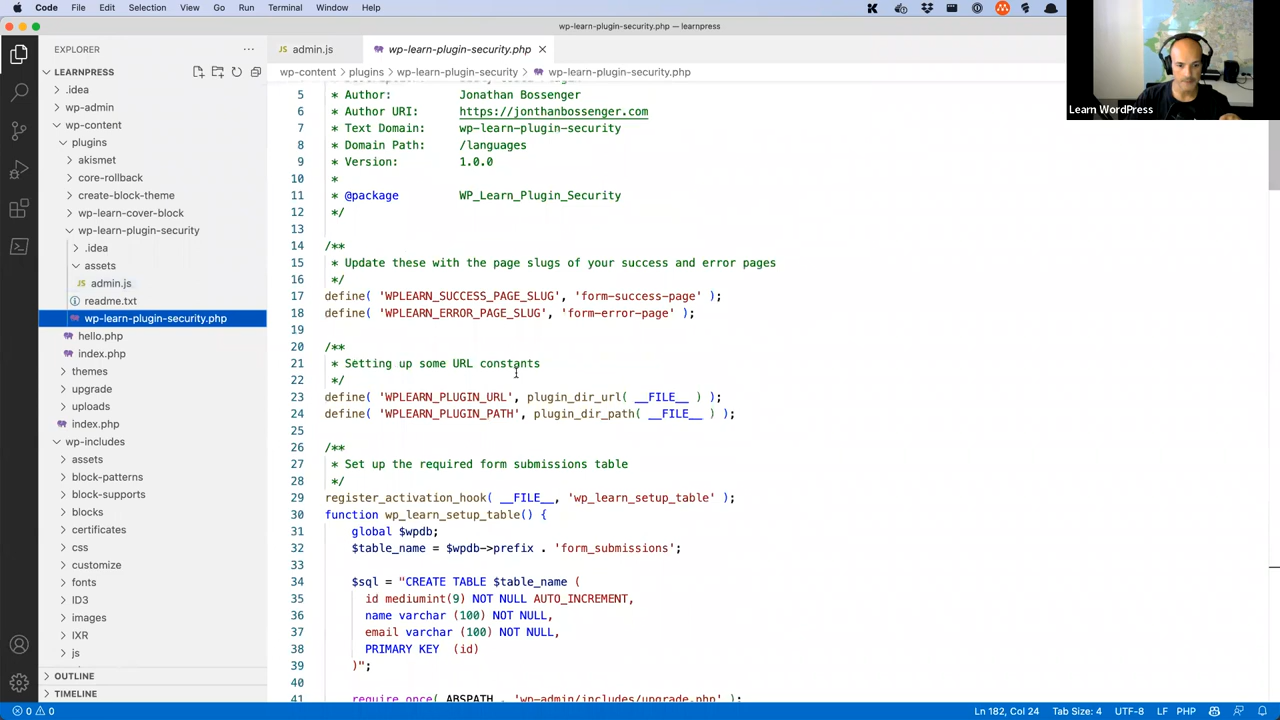 Code File Edit Selection View Go Run Terminal Window Help
wp-learn-plugin-security.php — learnpress
Learn WordPress
EXPLORER
LEARNPRESS
.idea
wp-admin
wp-content
plugins
akismet
core-rollback
create-block-theme
wp-learn-cover-block
wp-learn-plugin-security
.idea
assets
admin.js
readme.txt
wp-learn-plugin-security.php
hello.php
index.php
themes
upgrade
uploads
index.php
wp-includes
assets
block-patterns
block-supports
blocks
certificates
css
customize
fonts
ID3
images
IXR
js
OUTLINE
TIMELINE
admin.js wp-learn-plugin-security.php
wp-content > plugins > wp-learn-plugin-security > wp-learn-plugin-security.php
5 * Author: Jonathan Bossenger
6 * Author URI: https://jonthanbossenger.com
7 * Text Domain: wp-learn-plugin-security
8 * Domain Path: /languages
9 * Version: 1.0.0
10 *
11 * @package WP_Learn_Plugin_Security
12 */
13
14 /**
15 * Update these with the page slugs of your success and error pages
16 */
17 define( 'WPLEARN_SUCCESS_PAGE_SLUG', 'form-success-page' );
18 define( 'WPLEARN_ERROR_PAGE_SLUG', 'form-error-page' );
19
20 /**
21 * Setting up some URL constants
22 */
23 define( 'WPLEARN_PLUGIN_URL', plugin_dir_url( __FILE__ ) );
24 define( 'WPLEARN_PLUGIN_PATH', plugin_dir_path( __FILE__ ) );
25
26 /**
27 * Set up the required form submissions table
28 */
29 register_activation_hook( __FILE__, 'wp_learn_setup_table' );
30 function wp_learn_setup_table() {
31 global $wpdb;
32 $table_name = $wpdb->prefix . 'form_submissions';
33
34 $sql = "CREATE TABLE $table_name (
35 id mediumint(9) NOT NULL AUTO_INCREMENT,
36 name varchar (100) NOT NULL,
37 email varchar (100) NOT NULL,
38 PRIMARY KEY (id)
39 )";
40
41 require_once( ABSPATH . 'wp-admin/includes/upgrade.php' );
0 0 Ln 182, Col 24 Tab Size: 4 UTF-8 LF PHP